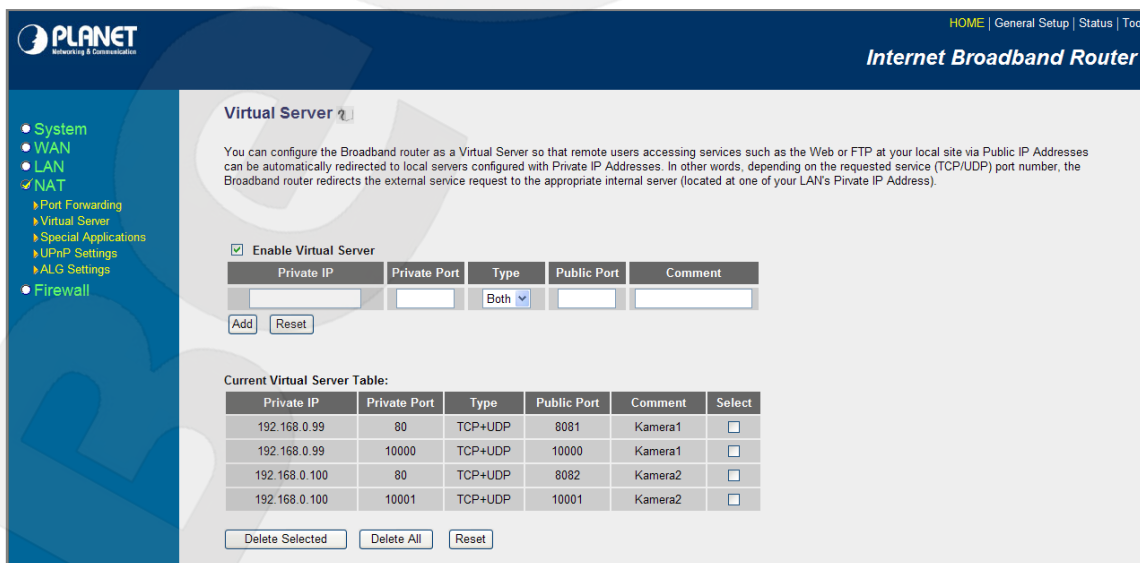 PLANET
Networking & Communication
HOME | General Setup | Status |
Internet Broadband Router
System
WAN
LAN
NAT
Port Forwarding
Virtual Server
Special Applications
UPnP Settings
ALG Settings
Firewall
Virtual Server
You can configure the Broadband router as a Virtual Server so that remote users accessing services such as the Web or FTP at your local site via Public IP Addresses
can be automatically redirected to local servers configured with Private IP Addresses. In other words, depending on the requested service (TCP/UDP) port number, the
Broadband router redirects the external service request to the appropriate internal server (located at one of your LAN's Private IP Address).
Enable Virtual Server
Private IP Private Port Type Public Port Comment
Both
Add Reset
Current Virtual Server Table:
Private IP Private Port Type Public Port Comment Select
192.168.0.99 80 TCP+UDP 8081 Kamera1
192.168.0.99 10000 TCP+UDP 10000 Kamera1
192.168.0.100 80 TCP+UDP 8082 Kamera2
192.168.0.100 10001 TCP+UDP 10001 Kamera2
Delete Selected Delete All Reset